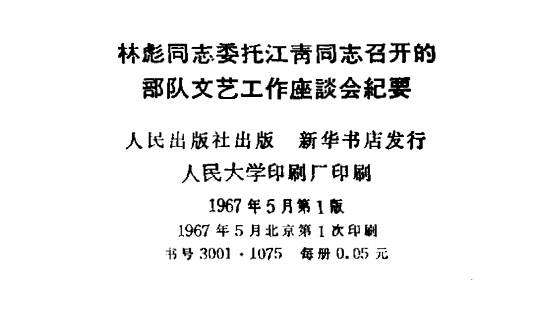 林彪同志委托江青同志召开的
部队文艺工作座談会紀要
人民出版社出版 新华书店发行
人民大学印刷厂印刷
1967年5月第1版
1967年5月北京第1次印刷
书号3001·1075 每册0.05元